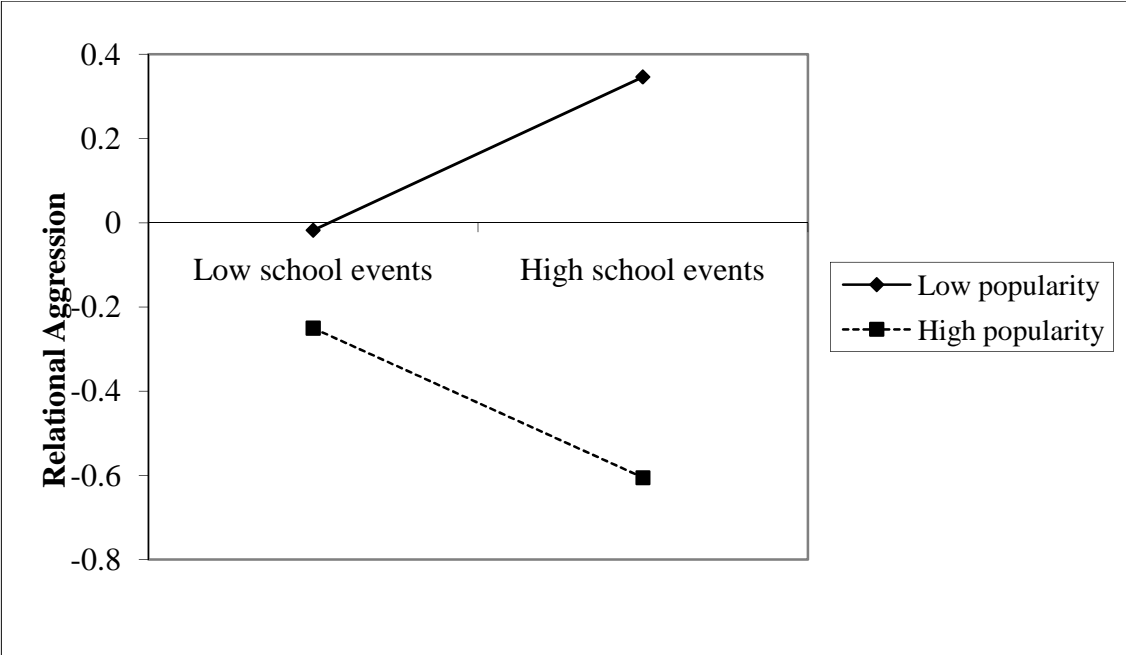 0.4
0.2
0
-0.2
-0.4
-0.6
-0.8
Relational Aggression
Low school events
High school events
Low popularity
High popularity